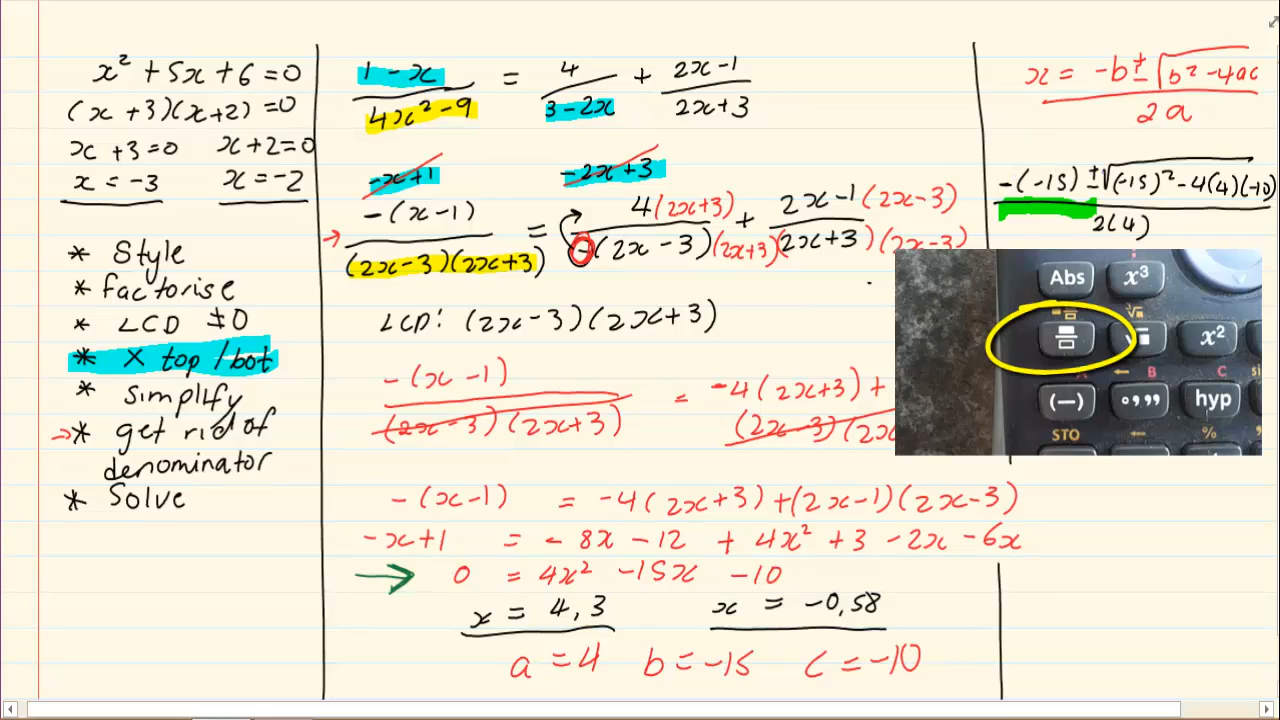 x² + 5x + 6 = 0
(x + 3)(x + 2) = 0
x + 3 = 0 x + 2 = 0
x = -3 x = -2
* Style
* factorise
* LCD ≠ 0
* × top / bot
* simplify
* get rid of
denominator
* Solve
1 - x / 4x² - 9 = 4 / 3 - 2x + 2x - 1 / 2x + 3
-x + 1 -2x + 3
-(x - 1) / (2x - 3)(2x + 3) = 4(2x + 3) / -(2x - 3)(2x + 3) + 2x - 1(2x - 3) / (2x + 3)(2x - 3)
LCD: (2x - 3)(2x + 3)
-(x - 1) / (2x - 3)(2x + 3) = -4(2x + 3) + / (2x - 3)(2x
-(x - 1) = -4(2x + 3) + (2x - 1)(2x - 3)
-x + 1 = - 8x - 12 + 4x² + 3 - 2x - 6x
→ 0 = 4x² - 15x - 10
x = 4,3 x = -0,58
a = 4 b = -15 c = -10
x = -b ± √b² - 4ac / 2a
-(-15) ± √(-15)² - 4(4)(-10) / 2(4)
Abs x³
√ x²
A B C
(-) hyp
STO %